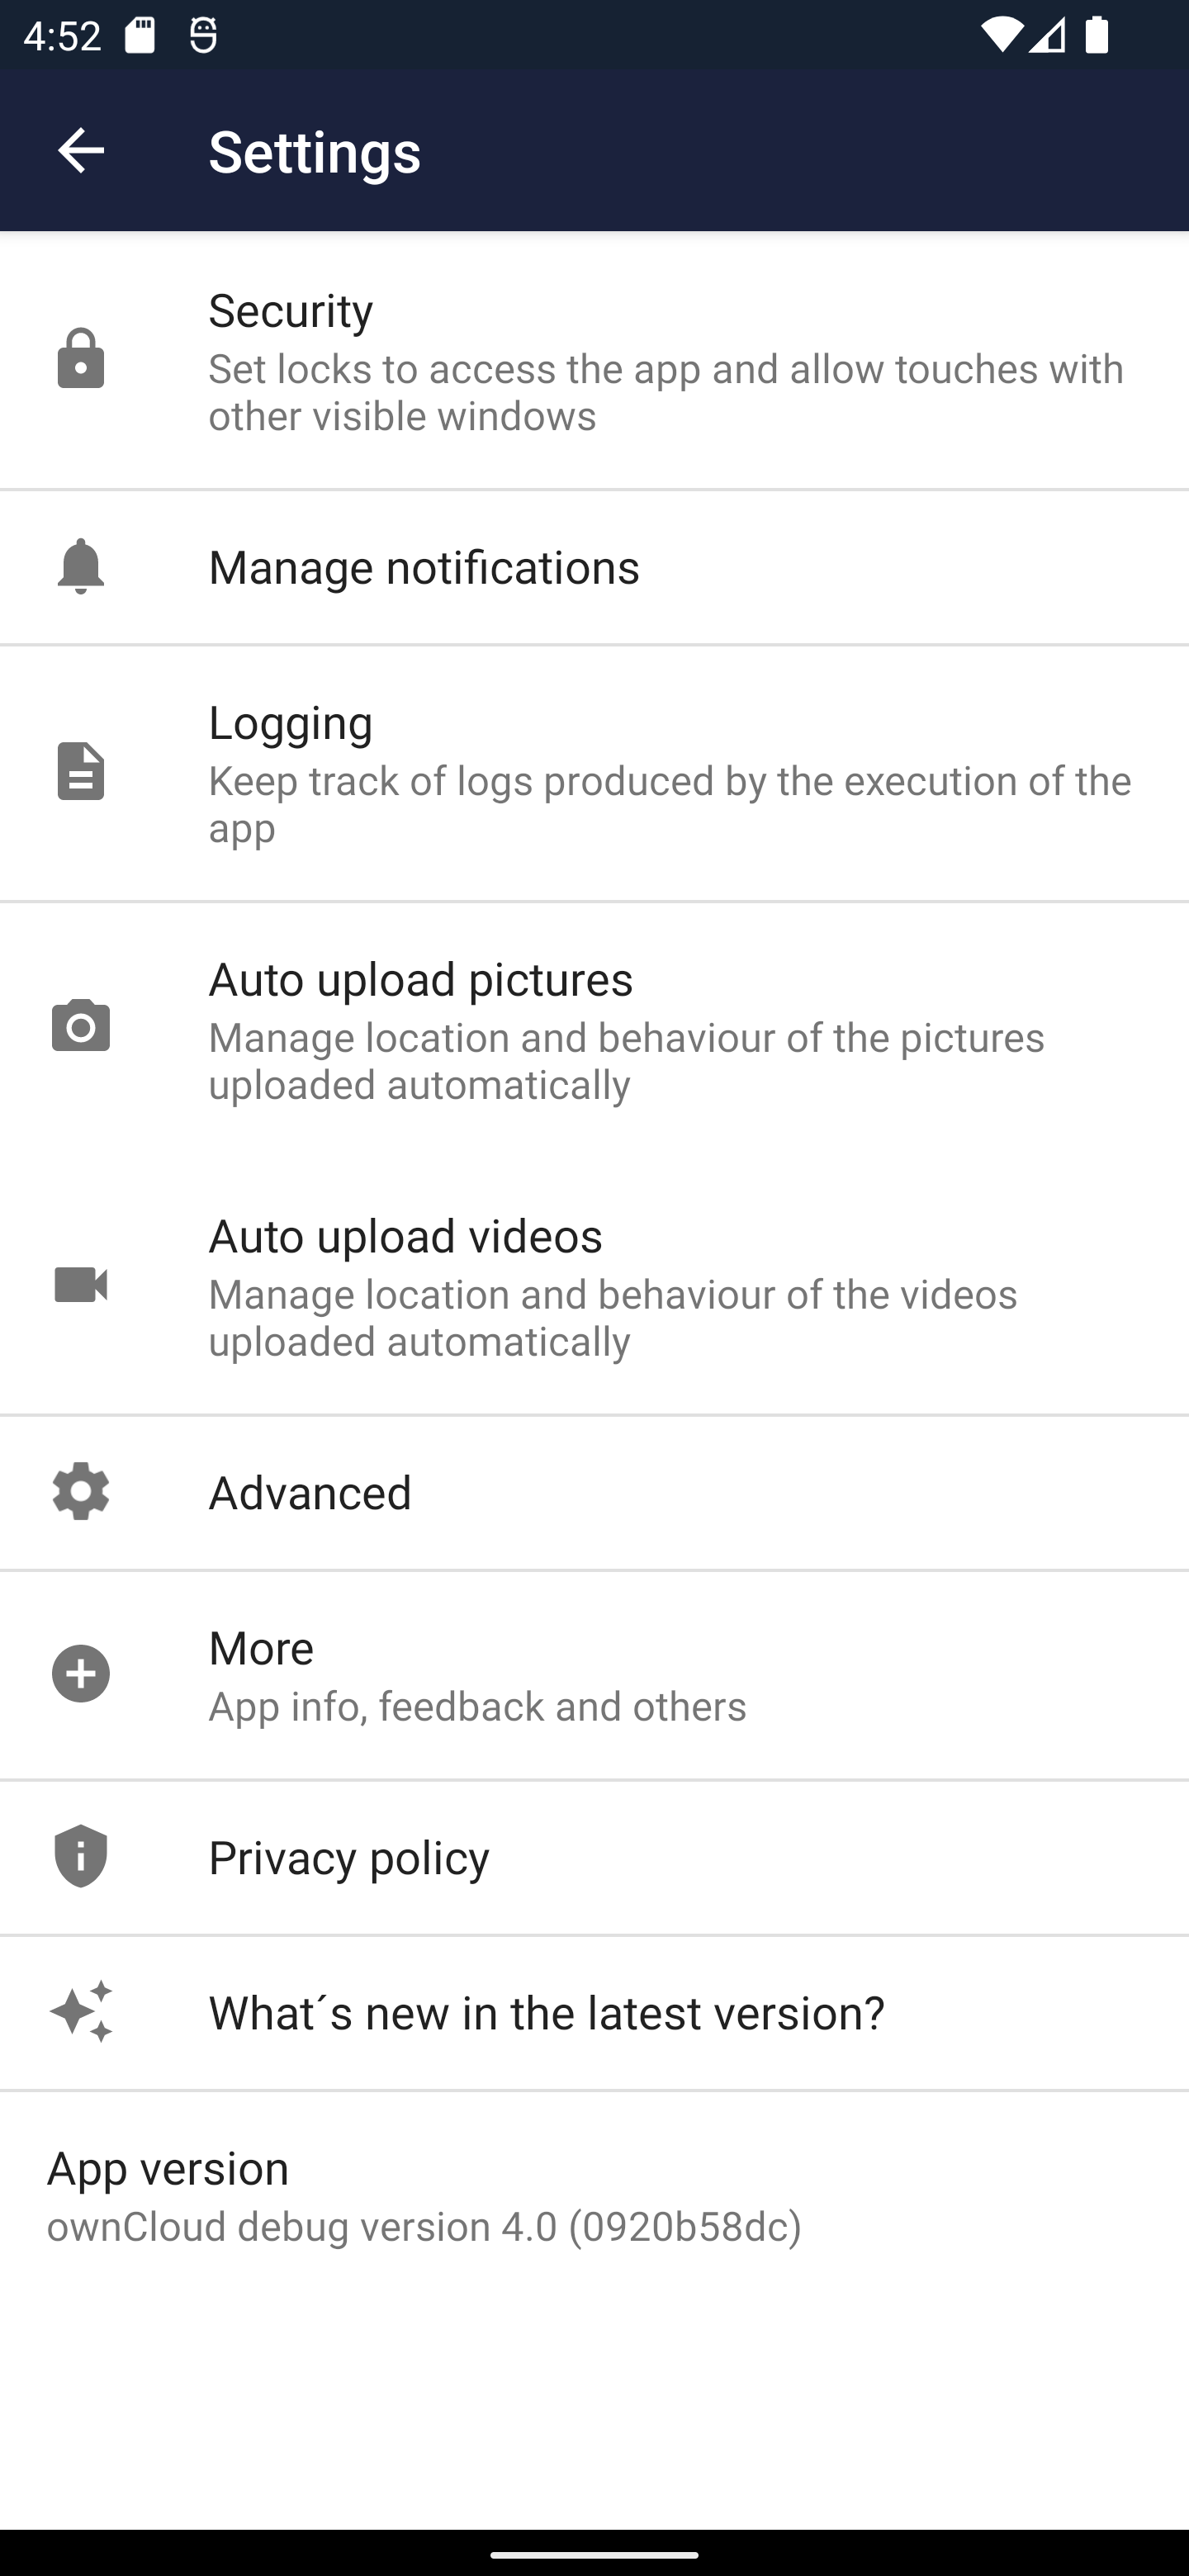 4:52
Settings
Security
Set locks to access the app and allow touches with
other visible windows
Manage notifications
Logging
Keep track of logs produced by the execution of the
app
Auto upload pictures
Manage location and behaviour of the pictures
uploaded automatically
Auto upload videos
Manage location and behaviour of the videos
uploaded automatically
Advanced
More
App info, feedback and others
Privacy policy
What´s new in the latest version?
App version
ownCloud debug version 4.0 (0920b58dc)